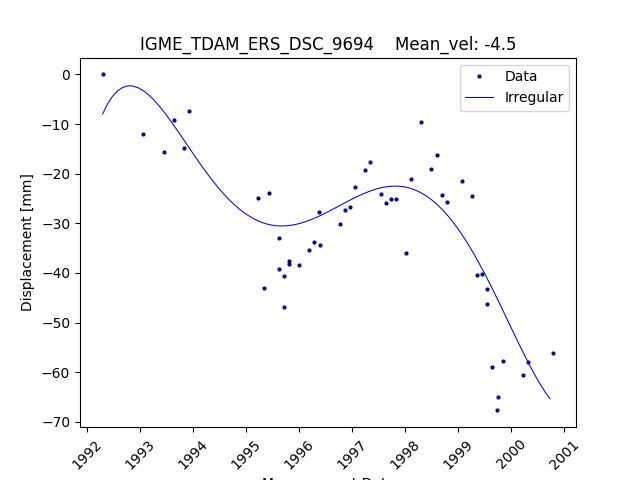 IGME_TDAM_ERS_DSC_9694    Mean_vel: -4.5
Data
Irregular
Displacement [mm]
0
−10
−20
−30
−40
−50
−60
−70
1992 1993 1994 1995 1996 1997 1998 1999 2000 2001